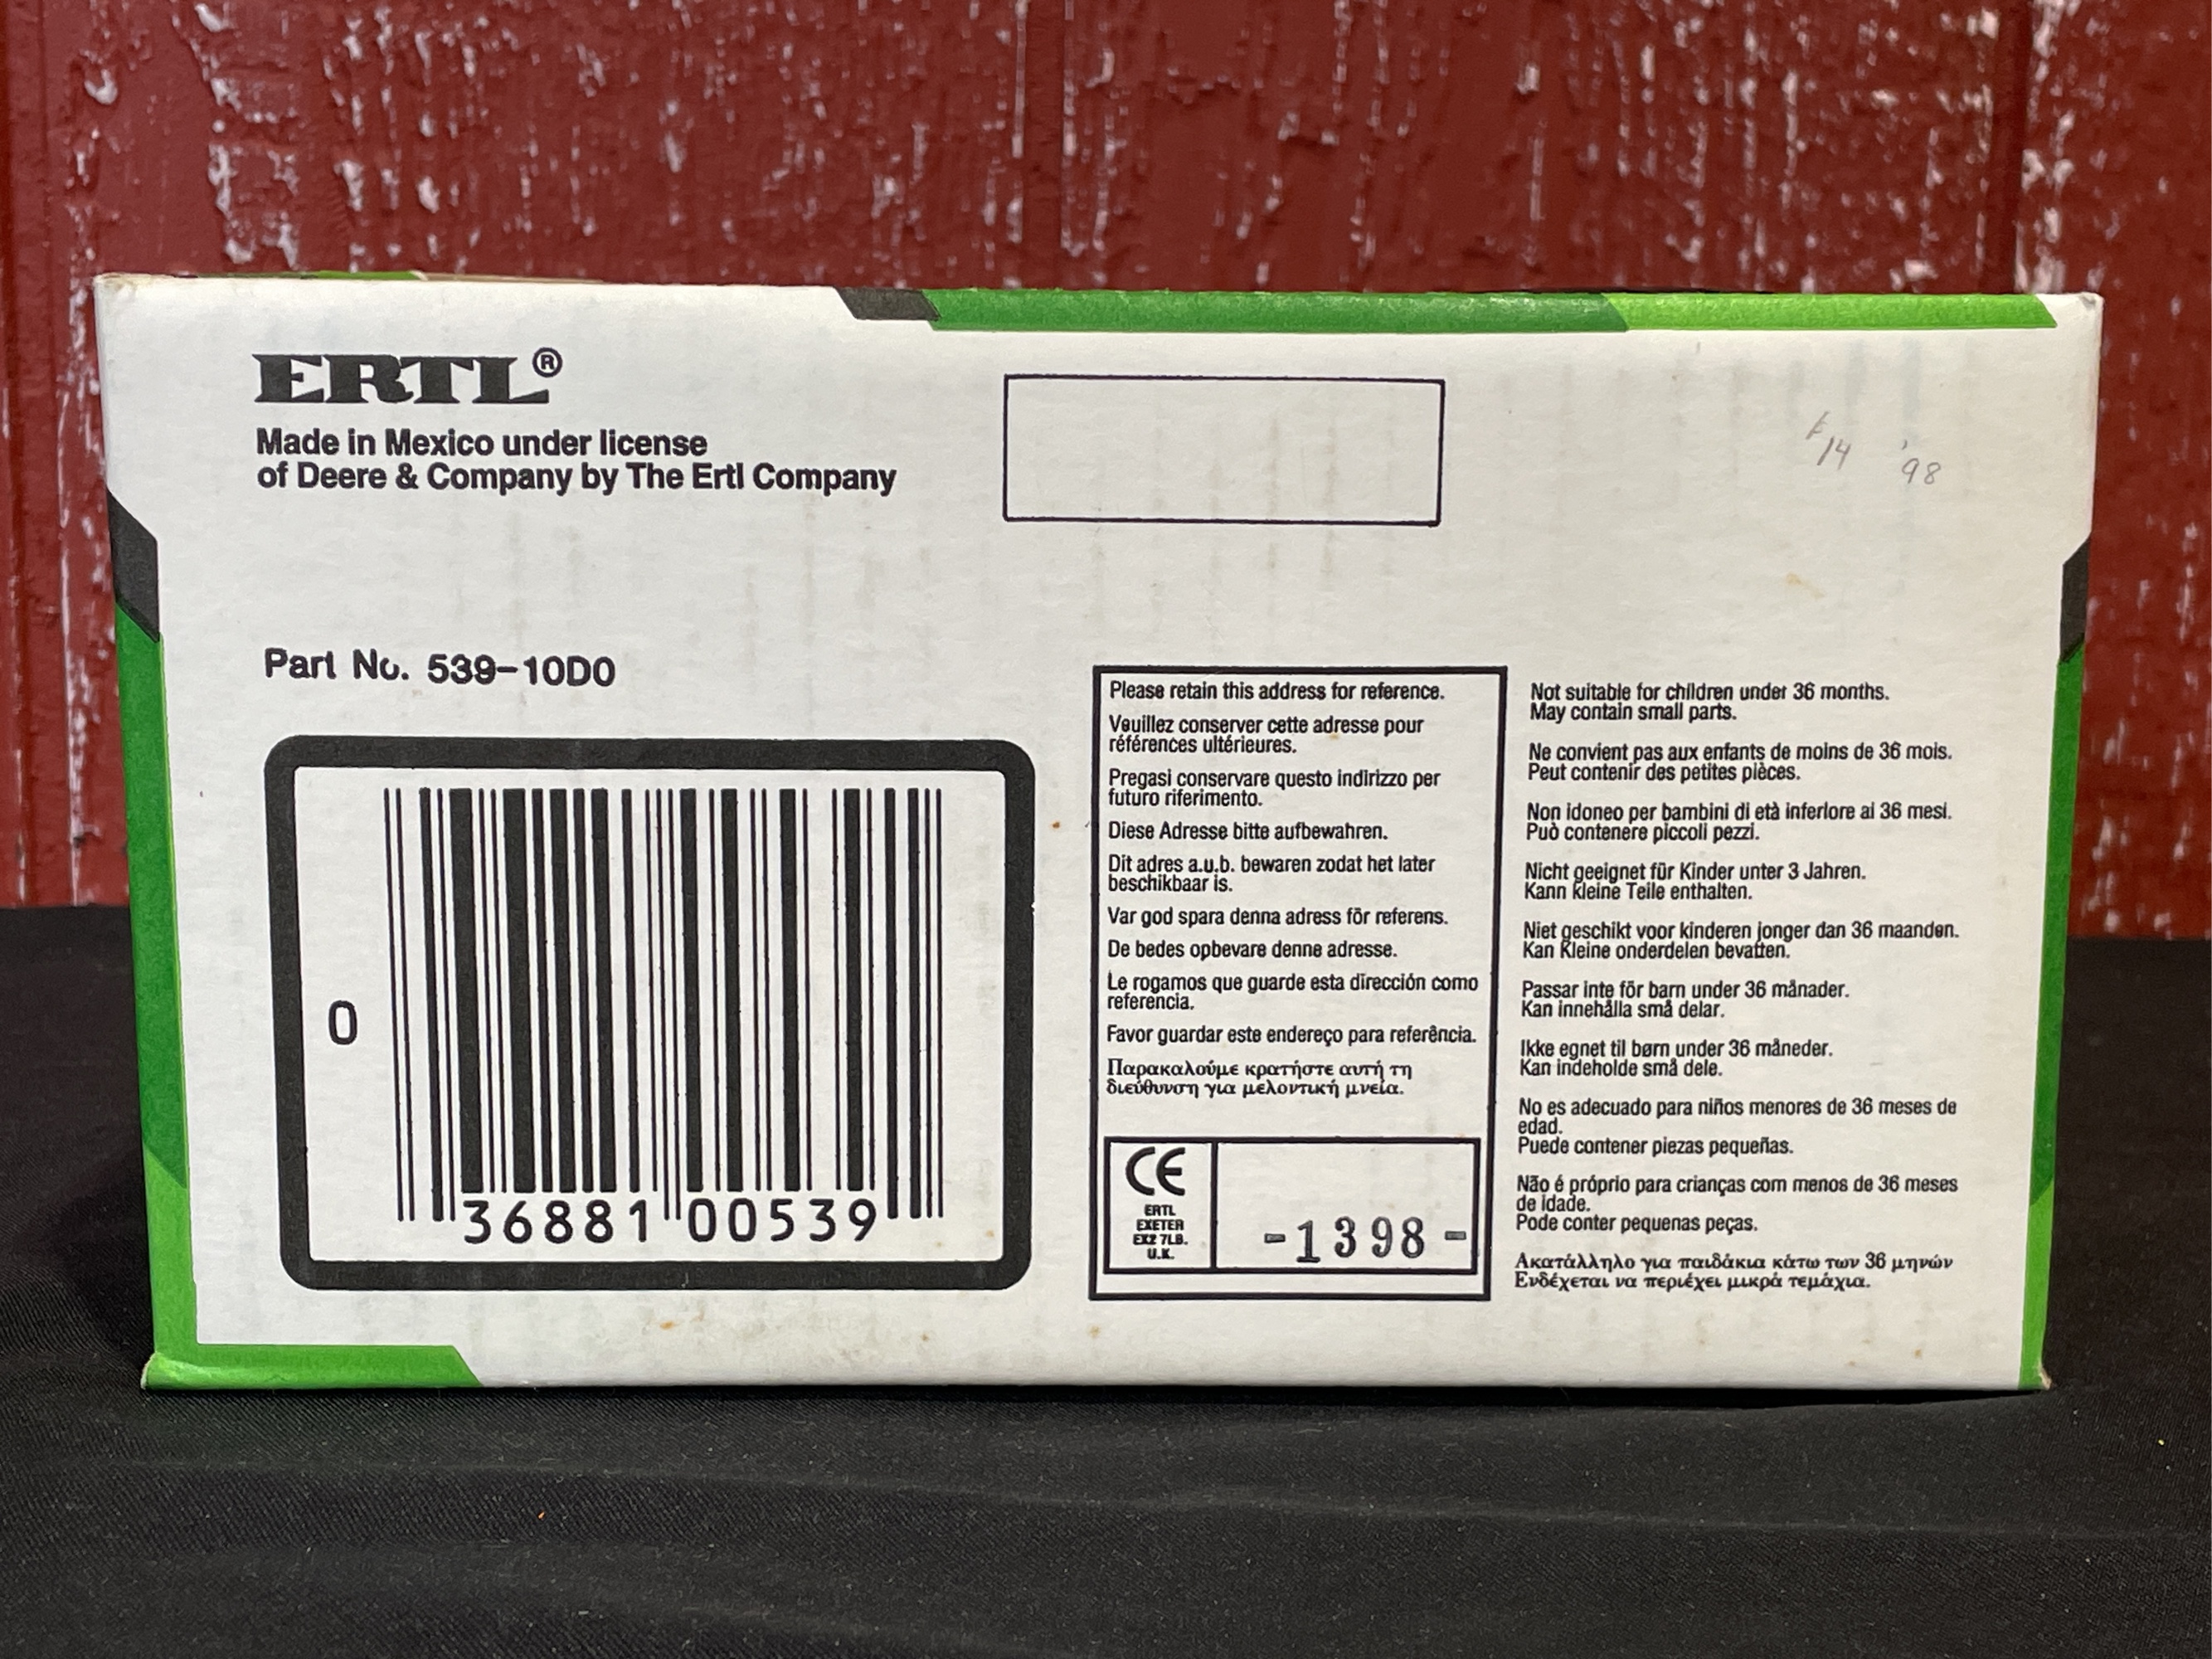 ERTL®
Made in Mexico under license
of Deere & Company by The Ertl Company
14 '98
Part No. 539-10D0
0
36881 00539
Please retain this address for reference.
Veuillez conserver cette adresse pour
références ultérieures.
Pregasi conservare questo indirizzo per
futuro riferimento.
Diese Adresse bitte aufbewahren.
Dit adres a.u.b. bewaren zodat het later
beschikbaar is.
Var god spara denna adress för referens.
De bedes opbevare denne adresse.
Le rogamos que guarde esta dirección como
referencia.
Favor guardar este endereço para referência.
Παρακαλούμε κρατήστε αυτή τη
διεύθυνση για μελοντική μνεία.
CE
ERTL
EXETER
EX2 7LB.
U.K.
-1398-
Not suitable for children under 36 months.
May contain small parts.
Ne convient pas aux enfants de moins de 36 mois.
Peut contenir des petites pièces.
Non idoneo per bambini di età inferiore ai 36 mesi.
Può contenere piccoli pezzi.
Nicht geeignet für Kinder unter 3 Jahren.
Kann kleine Teile enthalten.
Niet geschikt voor kinderen jonger dan 36 maanden.
Kan Kleine onderdelen bevatten.
Passar inte för barn under 36 månader.
Kan innehålla små delar.
Ikke egnet til børn under 36 måneder.
Kan indeholde små dele.
No es adecuado para niños menores de 36 meses de
edad.
Puede contener piezas pequeñas.
Não é próprio para crianças com menos de 36 meses
de idade.
Pode conter pequenas peças.
Ακατάλληλο για παιδάκια κάτω των 36 μηνών
Ενδέχεται να περιέχει μικρά τεμάχια.